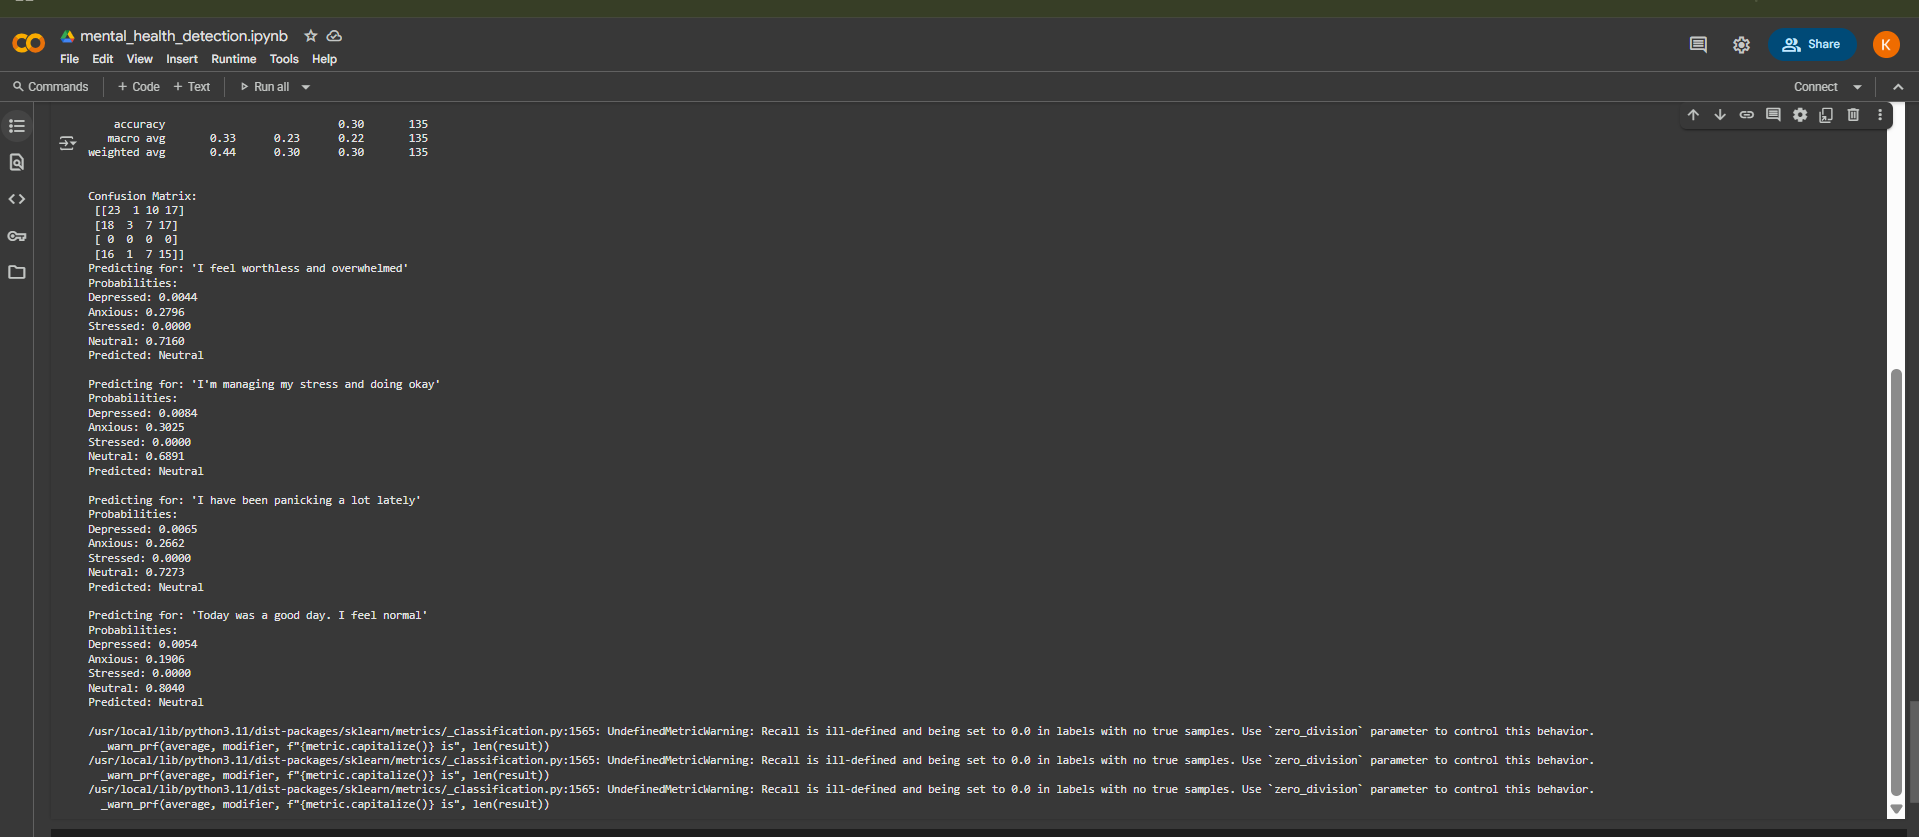 mental_health_detection.ipynb
File Edit View Insert Runtime Tools Help
Share
K
Commands + Code + Text Run all
Connect
accuracy 0.30 135
macro avg 0.33 0.23 0.22 135
weighted avg 0.44 0.30 0.30 135
Confusion Matrix:
[[23 1 10 17]
[18 3 7 17]
[ 0 0 0 0]
[16 1 7 15]]
Predicting for: 'I feel worthless and overwhelmed'
Probabilities:
Depressed: 0.0044
Anxious: 0.2796
Stressed: 0.0000
Neutral: 0.7160
Predicted: Neutral
Predicting for: 'I'm managing my stress and doing okay'
Probabilities:
Depressed: 0.0084
Anxious: 0.3025
Stressed: 0.0000
Neutral: 0.6891
Predicted: Neutral
Predicting for: 'I have been panicking a lot lately'
Probabilities:
Depressed: 0.0065
Anxious: 0.2662
Stressed: 0.0000
Neutral: 0.7273
Predicted: Neutral
Predicting for: 'Today was a good day. I feel normal'
Probabilities:
Depressed: 0.0054
Anxious: 0.1906
Stressed: 0.0000
Neutral: 0.8040
Predicted: Neutral
/usr/local/lib/python3.11/dist-packages/sklearn/metrics/_classification.py:1565: UndefinedMetricWarning: Recall is ill-defined and being set to 0.0 in labels with no true samples. Use `zero_division` parameter to control this behavior.
_warn_prf(average, modifier, f"{metric.capitalize()} is", len(result))
/usr/local/lib/python3.11/dist-packages/sklearn/metrics/_classification.py:1565: UndefinedMetricWarning: Recall is ill-defined and being set to 0.0 in labels with no true samples. Use `zero_division` parameter to control this behavior.
_warn_prf(average, modifier, f"{metric.capitalize()} is", len(result))
/usr/local/lib/python3.11/dist-packages/sklearn/metrics/_classification.py:1565: UndefinedMetricWarning: Recall is ill-defined and being set to 0.0 in labels with no true samples. Use `zero_division` parameter to control this behavior.
_warn_prf(average, modifier, f"{metric.capitalize()} is", len(result))